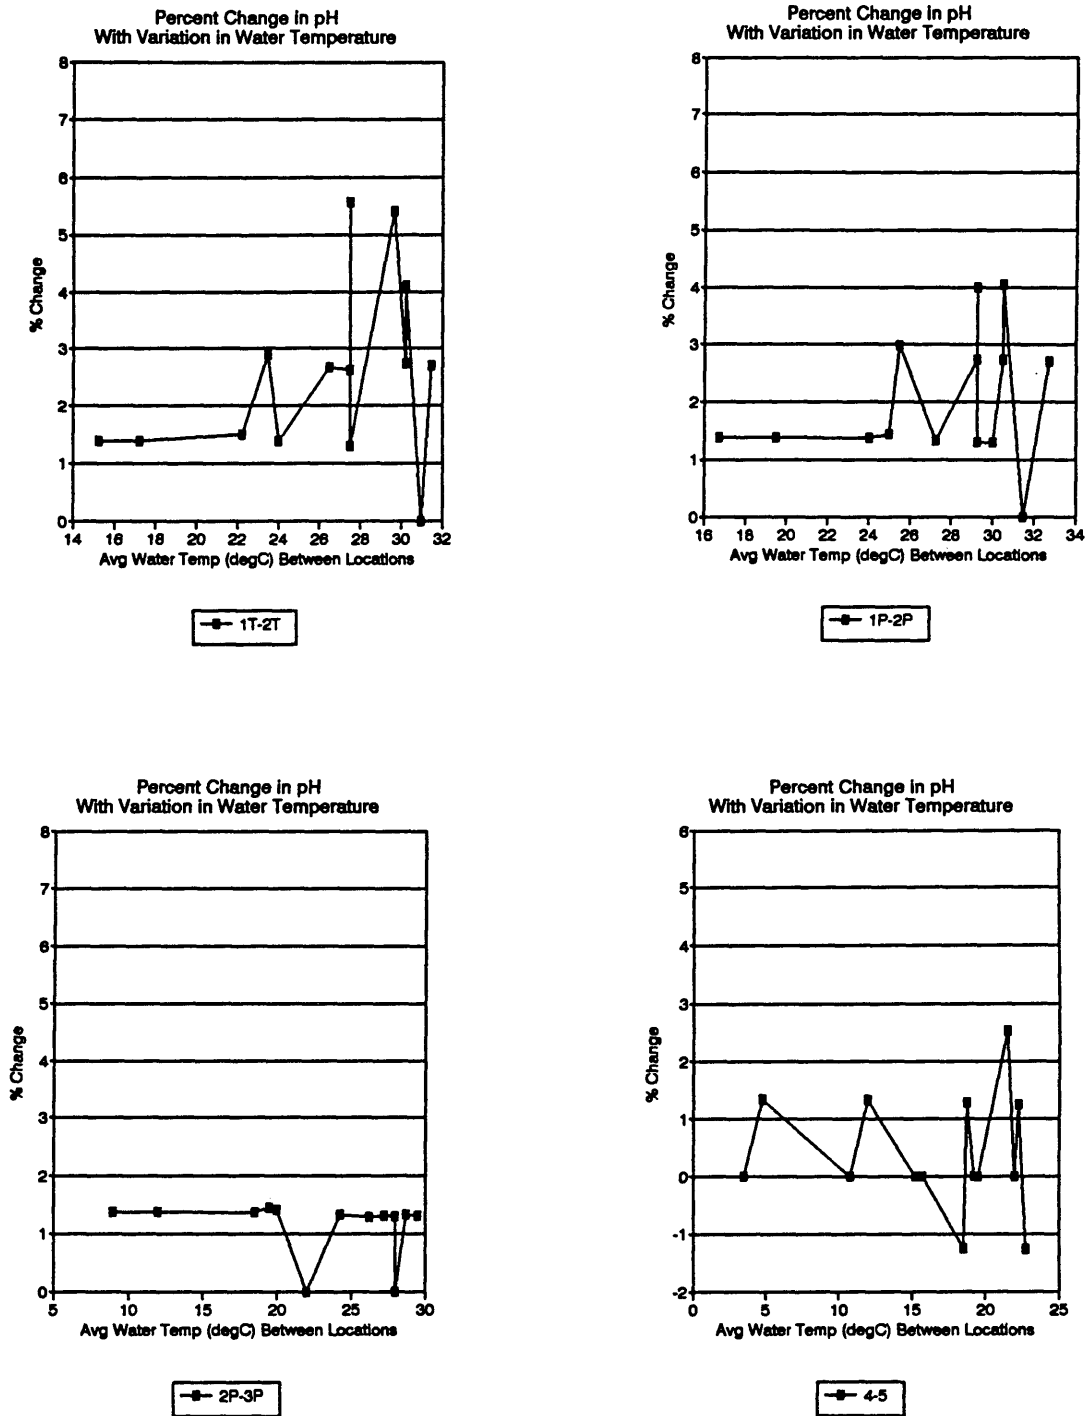 Percent Change in pH
With Variation in Water Temperature
8
7
6
5
4
3
2
1
0
% Change
14 16 18 20 22 24 26 28 30 32
Avg Water Temp (degC) Between Locations
1T-2T
Percent Change in pH
With Variation in Water Temperature
8
7
6
5
4
3
2
1
0
% Change
16 18 20 22 24 26 28 30 32 34
Avg Water Temp (degC) Between Locations
1P-2P
Percent Change in pH
With Variation in Water Temperature
8
7
6
5
4
3
2
1
0
% Change
5 10 15 20 25 30
Avg Water Temp (degC) Between Locations
2P-3P
Percent Change in pH
With Variation in Water Temperature
6
5
4
3
2
1
0
-1
-2
% Change
0 5 10 15 20 25
Avg Water Temp (degC) Between Locations
4-5